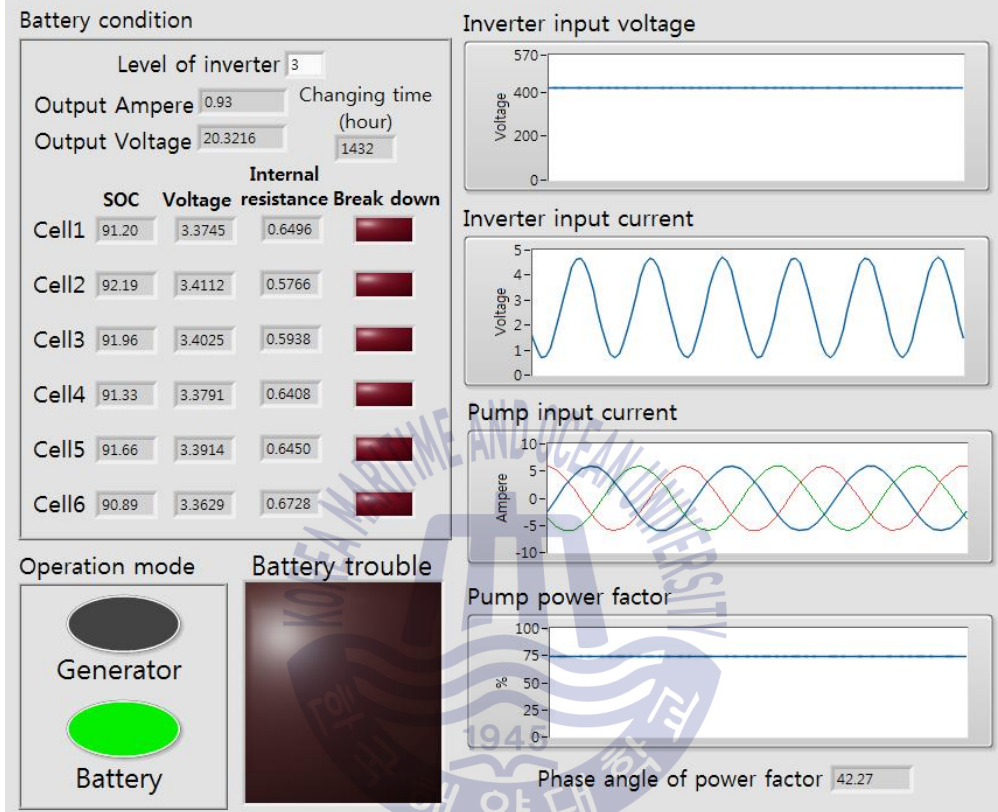 Battery condition
Level of inverter 3
Output Ampere 0.93
Output Voltage 20.3216
Changing time
(hour)
1432
SOC Voltage Internal resistance Break down
Cell1 91.20 3.3745 0.6496
Cell2 92.19 3.4112 0.5766
Cell3 91.96 3.4025 0.5938
Cell4 91.33 3.3791 0.6408
Cell5 91.66 3.3914 0.6450
Cell6 90.89 3.3629 0.6728
Operation mode
Generator
Battery
Battery trouble
Inverter input voltage
Voltage
570
400
200
0
Inverter input current
Voltage
5
4
3
2
1
0
Pump input current
Ampere
10
5
0
-5
-10
Pump power factor
%
100
75
50
25
0
Phase angle of power factor 42.27
KOREA MARITIME AND OCEAN UNIVERSITY
1945